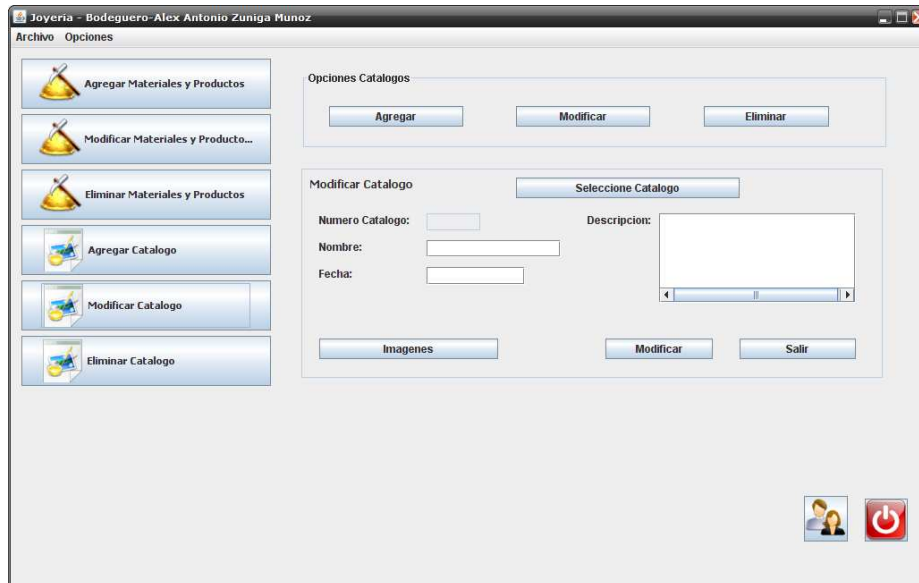 Joyeria - Bodeguero-Alex Antonio Zuniga Munoz
Archivo Opciones
Agregar Materiales y Productos
Modificar Materiales y Producto...
Eliminar Materiales y Productos
Agregar Catalogo
Modificar Catalogo
Eliminar Catalogo
Opciones Catalogos
Agregar Modificar Eliminar
Modificar Catalogo Seleccione Catalogo
Numero Catalogo: Descripcion:
Nombre:
Fecha:
Imagenes Modificar Salir